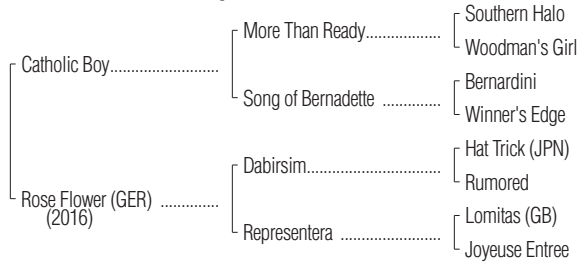 Southern Halo
More Than Ready..................
Woodman's Girl
Catholic Boy..........................
Bernardini
Song of Bernadette ..............
Winner's Edge
Hat Trick (JPN)
Dabirsim................................
Rumored
Rose Flower (GER) ..............
(2016)
Lomitas (GB)
Representera ........................
Joyeuse Entree